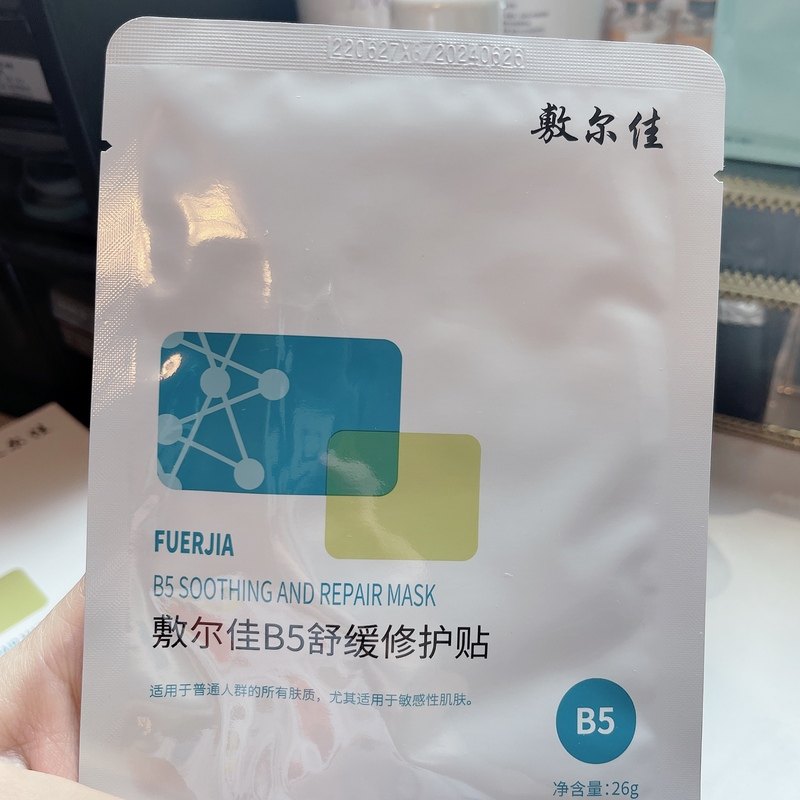 220627X6/20240626
敷尔佳
FUERJIA
B5 SOOTHING AND REPAIR MASK
敷尔佳B5舒缓修护贴
适用于普通人群的所有肤质，尤其适用于敏感性肌肤。
B5
净含量:26g